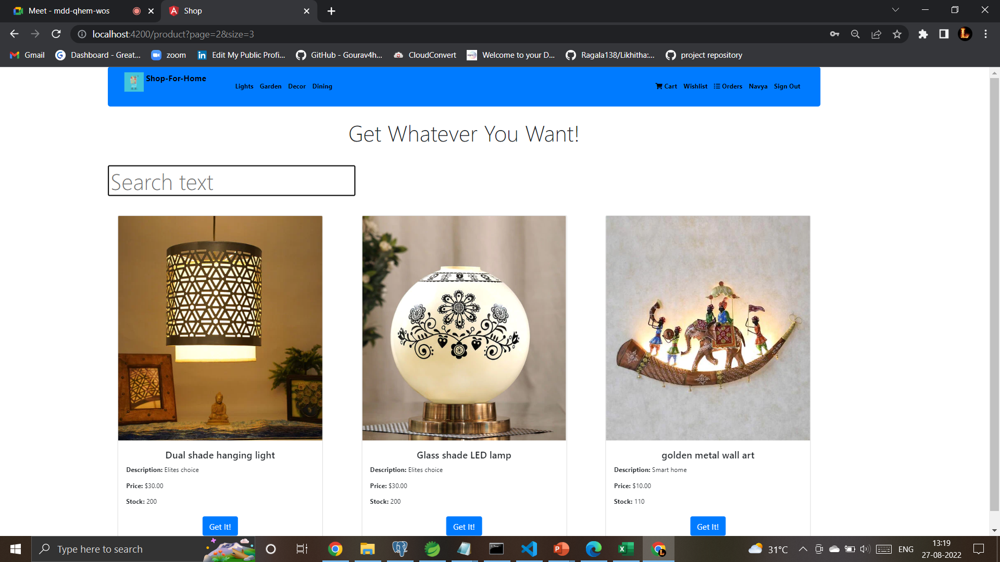 Meet - mdd-qhem-wos
Shop
localhost:4200/product?page=2&size=3
Gmail
Dashboard - Great...
zoom
Edit My Public Profi...
GitHub - Gourav4h...
CloudConvert
Welcome to your D...
Ragala138/Likhitha:...
project repository
Shop-For-Home
Lights Garden Decor Dining
Cart Wishlist Orders Navya Sign Out
Get Whatever You Want!
Search text
Dual shade hanging light
Description: Elites choice
Price: $30.00
Stock: 200
Get It!
Glass shade LED lamp
Description: Elites choice
Price: $30.00
Stock: 200
Get It!
golden metal wall art
Description: Smart home
Price: $10.00
Stock: 110
Get It!
Type here to search
31°C
ENG
13:19
27-08-2022